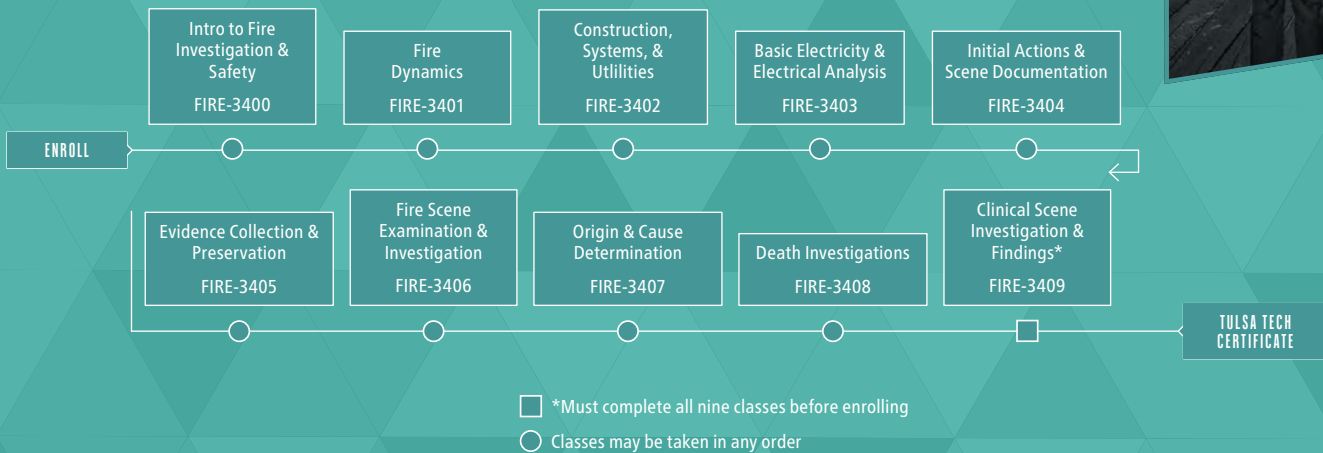 Intro to Fire
Investigation &
Safety
FIRE-3400
Fire
Dynamics
FIRE-3401
Construction,
Systems, &
Utlilities
FIRE-3402
Basic Electricity &
Electrical Analysis
FIRE-3403
Initial Actions &
Scene Documentation
FIRE-3404
ENROLL
Evidence Collection &
Preservation
FIRE-3405
Fire Scene
Examination &
Investigation
FIRE-3406
Origin & Cause
Determination
FIRE-3407
Death Investigations
FIRE-3408
Clinical Scene
Investigation &
Findings*
FIRE-3409
TULSA TECH
CERTIFICATE
*Must complete all nine classes before enrolling
Classes may be taken in any order